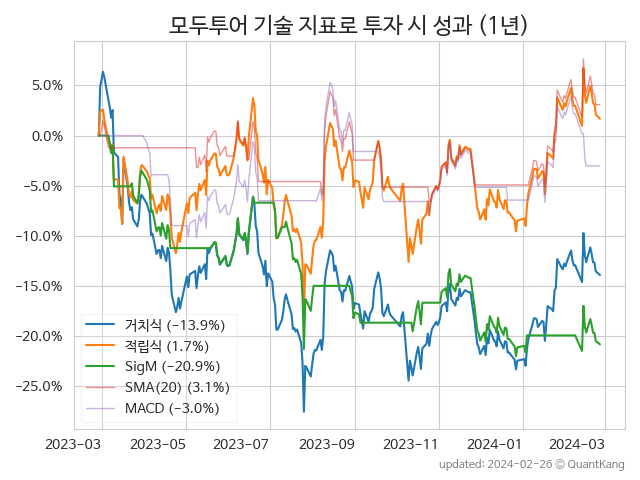 모두투어 기술 지표로 투자 시 성과 (1년)
5.0%
0.0%
−5.0%
−10.0%
−15.0%
−20.0%
−25.0%
거치식 (−13.9%)
적립식 (1.7%)
SigM (−20.9%)
SMA(20) (3.1%)
MACD (−3.0%)
2023-03 2023-05 2023-07 2023-09 2023-11 2024-01 2024-03
updated: 2024-02-26 © QuantKang